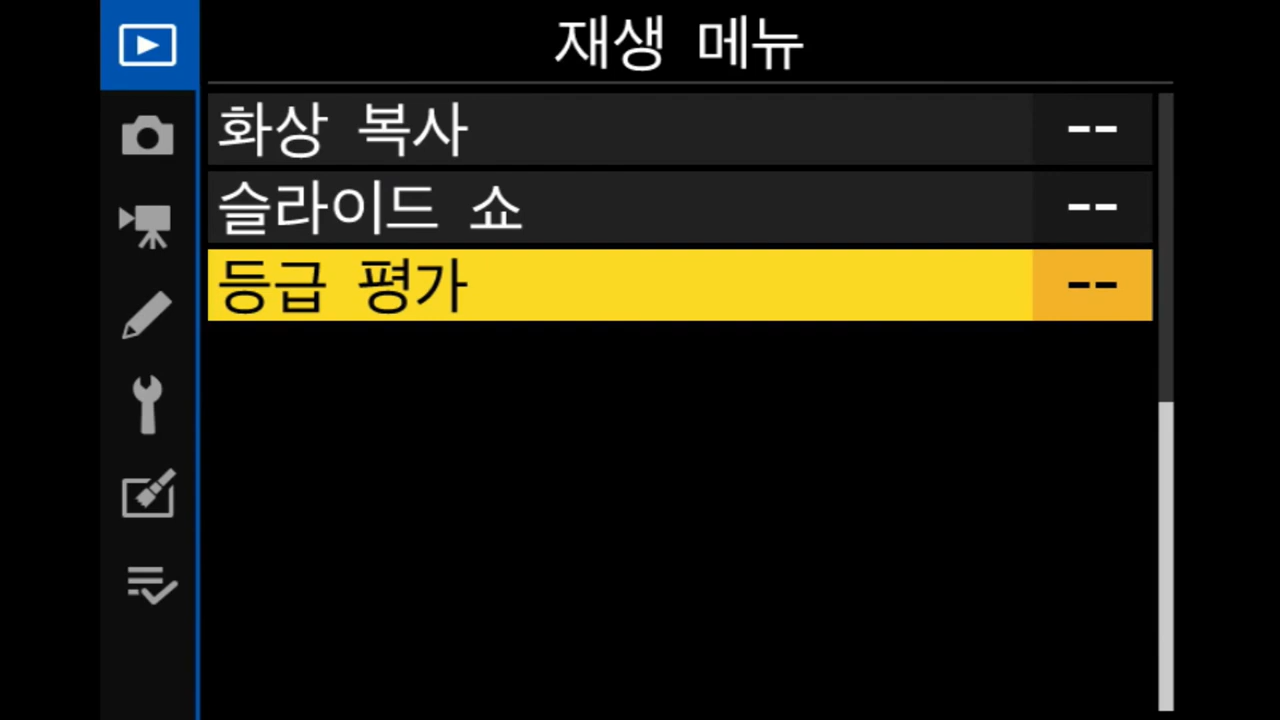 재생 메뉴
화상 복사 --
슬라이드 쇼 --
등급 평가 --